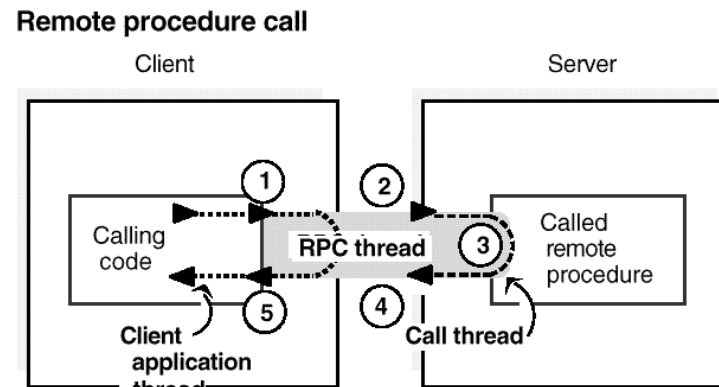 Remote procedure call
Client
Server
1
2
Calling
code
RPC thread
3
Called
remote
procedure
5
4
Client
application
thread
Call thread